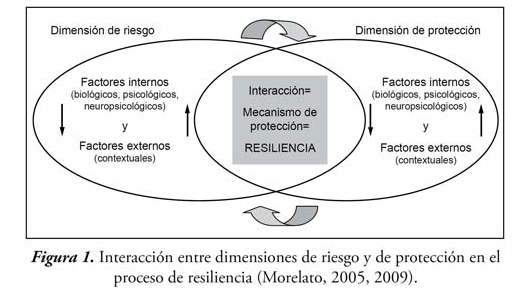 Dimensión de riesgo
Dimensión de protección
Factores internos
(biológicos, psicológicos,
neuropsicológicos)
y
Factores externos
(contextuales)
Interacción=
Mecanismo de
protección=
RESILIENCIA
Factores internos
(biológicos, psicológicos,
neuropsicológicos)
y
Factores externos
(contextuales)
Figura 1. Interacción entre dimensiones de riesgo y de protección en el
proceso de resiliencia (Morelato, 2005, 2009).